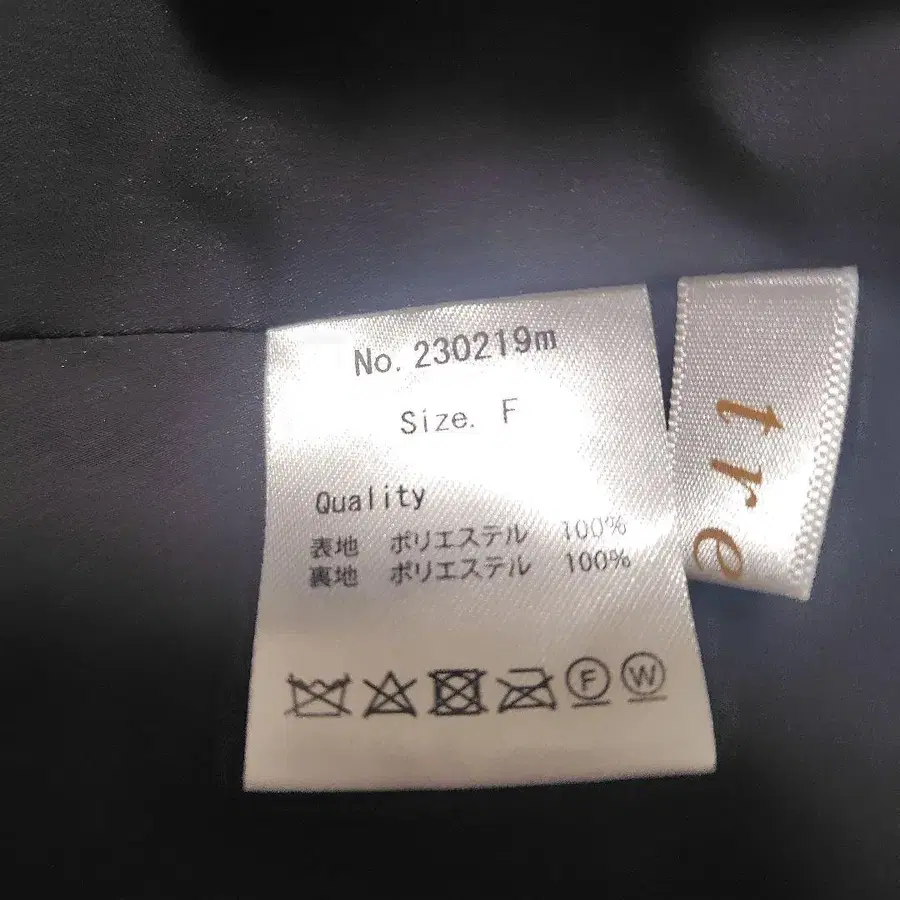 No. 230219m
Size. F
Quality
表地 ポリエステル 100%
裏地 ポリエステル 100%
F W
tre